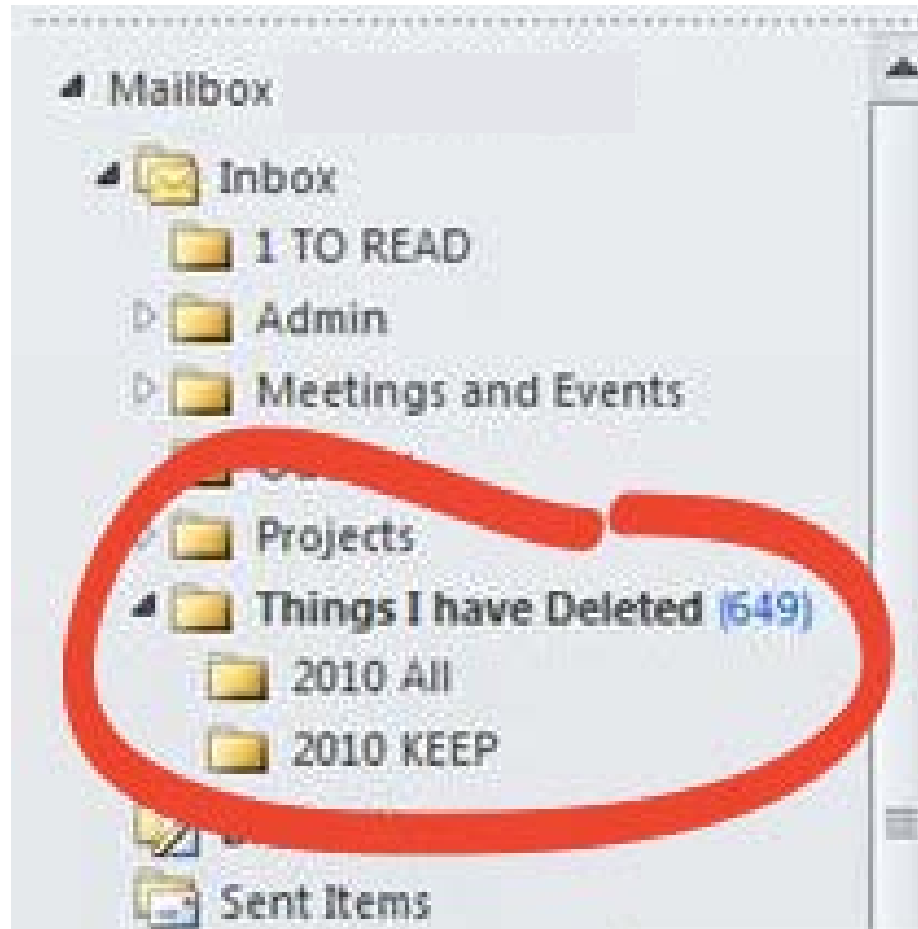 Mailbox
Inbox
1 TO READ
Admin
Meetings and Events
Projects
Things I have Deleted (649)
2010 All
2010 KEEP
Sent Items